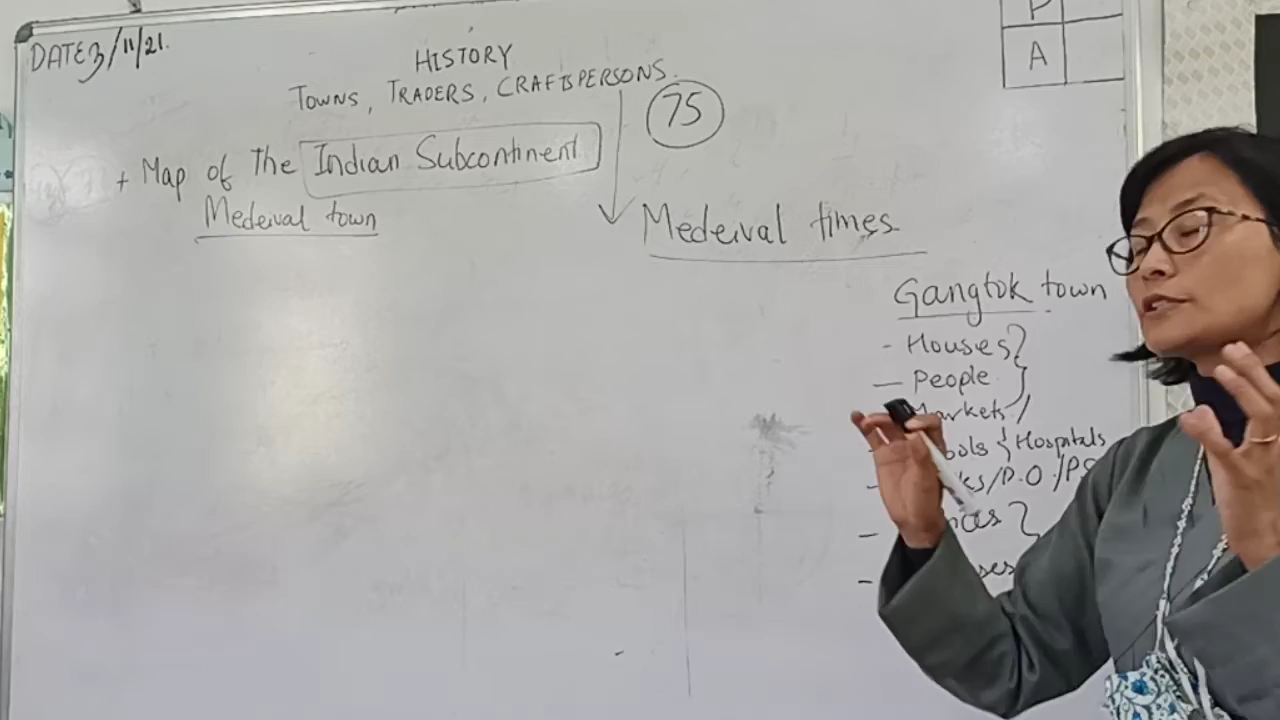 DATE 3/11/21.
HISTORY
TOWNS, TRADERS, CRAFTSPERSONS.
75
+ Map of the Indian Subcontinent
Medeival town
Medeival times
Gangtok town
- Houses }
— People }
/
Hospitals
/P.O./
P
A